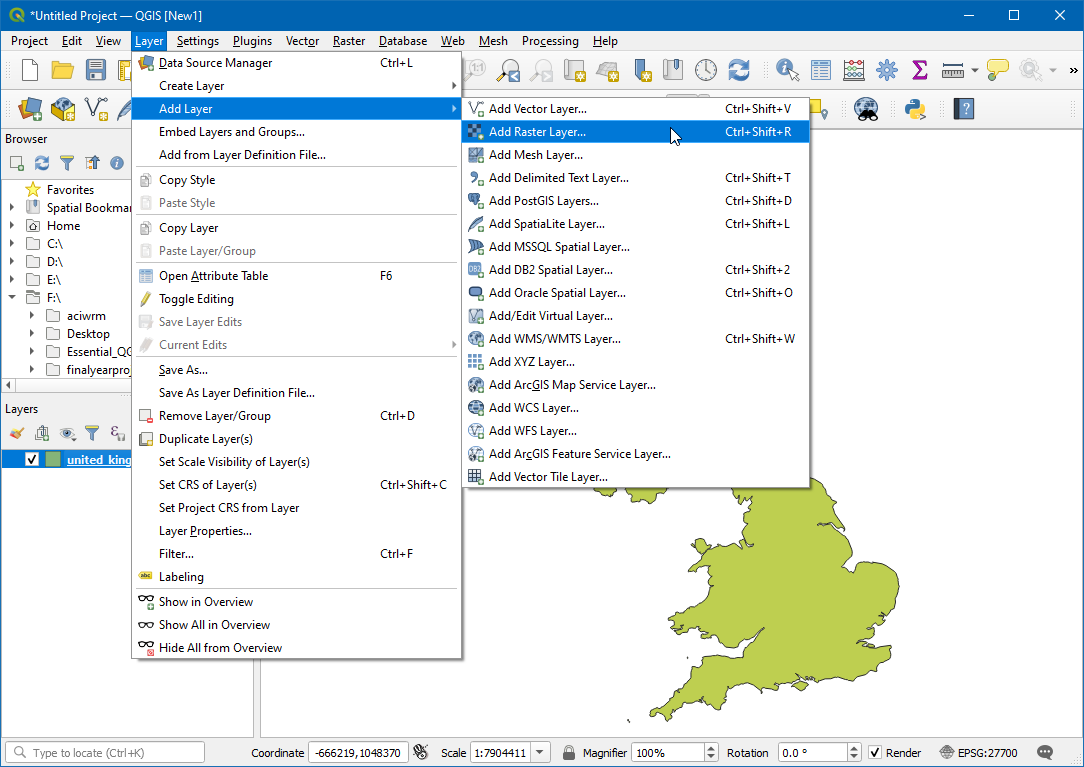 *Untitled Project — QGIS [New1]
Project Edit View Layer Settings Plugins Vector Raster Database Web Mesh Processing Help
Data Source Manager Ctrl+L
Create Layer
Add Layer
Embed Layers and Groups...
Add from Layer Definition File...
Copy Style
Paste Style
Copy Layer
Paste Layer/Group
Open Attribute Table F6
Toggle Editing
Save Layer Edits
Current Edits
Save As...
Save As Layer Definition File...
Remove Layer/Group Ctrl+D
Duplicate Layer(s)
Set Scale Visibility of Layer(s)
Set CRS of Layer(s) Ctrl+Shift+C
Set Project CRS from Layer
Layer Properties...
Filter... Ctrl+F
abc Labeling
Show in Overview
Show All in Overview
Hide All from Overview
Add Vector Layer... Ctrl+Shift+V
Add Raster Layer... Ctrl+Shift+R
Add Mesh Layer...
Add Delimited Text Layer... Ctrl+Shift+T
Add PostGIS Layers... Ctrl+Shift+D
Add SpatiaLite Layer... Ctrl+Shift+L
Add MSSQL Spatial Layer...
DB2 Add DB2 Spatial Layer... Ctrl+Shift+2
Add Oracle Spatial Layer... Ctrl+Shift+O
Add/Edit Virtual Layer...
Add WMS/WMTS Layer... Ctrl+Shift+W
Add XYZ Layer...
Add ArcGIS Map Service Layer...
Add WCS Layer...
Add WFS Layer...
Add ArcGIS Feature Service Layer...
Add Vector Tile Layer...
Browser
Favorites
Spatial Bookmar
Home
C:\
D:\
E:\
F:\
aciwrm
Desktop
Essential_QG
finalyearproj
Layers
united_king
Type to locate (Ctrl+K) Coordinate -666219,1048370 Scale 1:7904411 Magnifier 100% Rotation 0.0 ° Render EPSG:27700